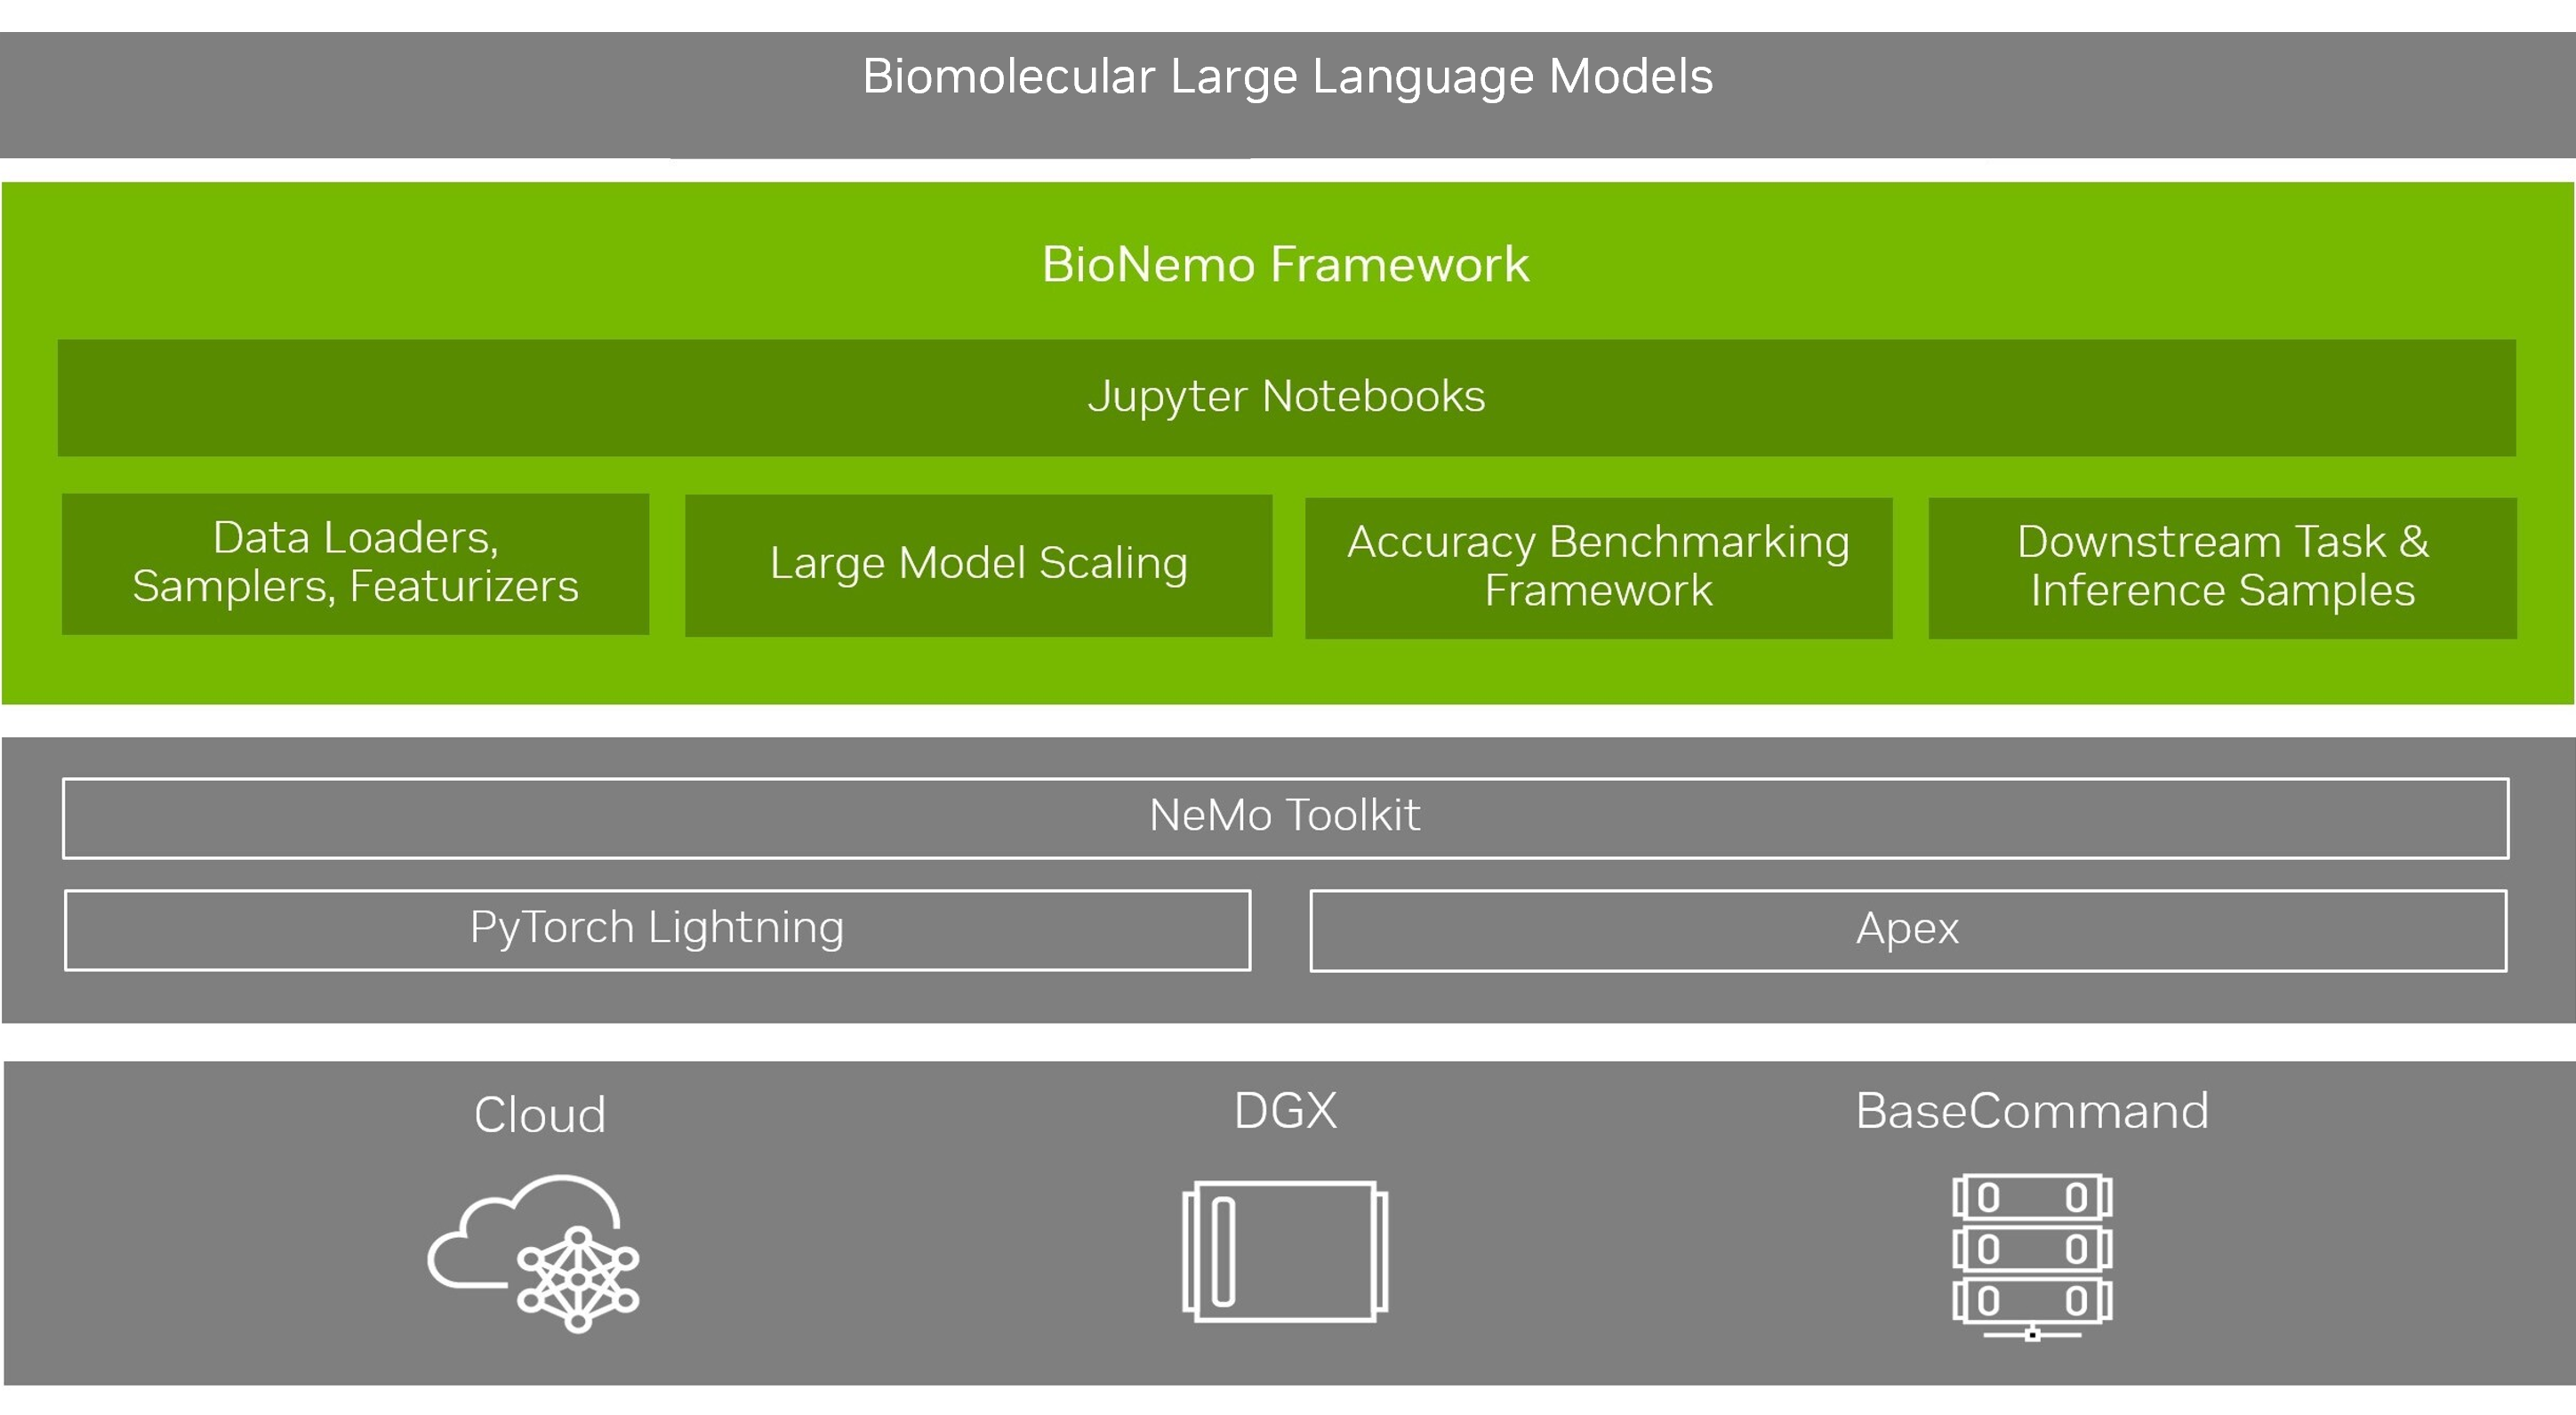 Biomolecular Large Language Models
BioNemo Framework
Jupyter Notebooks
Data Loaders,
Samplers, Featurizers
Large Model Scaling
Accuracy Benchmarking
Framework
Downstream Task &
Inference Samples
NeMo Toolkit
PyTorch Lightning
Apex
Cloud
DGX
BaseCommand